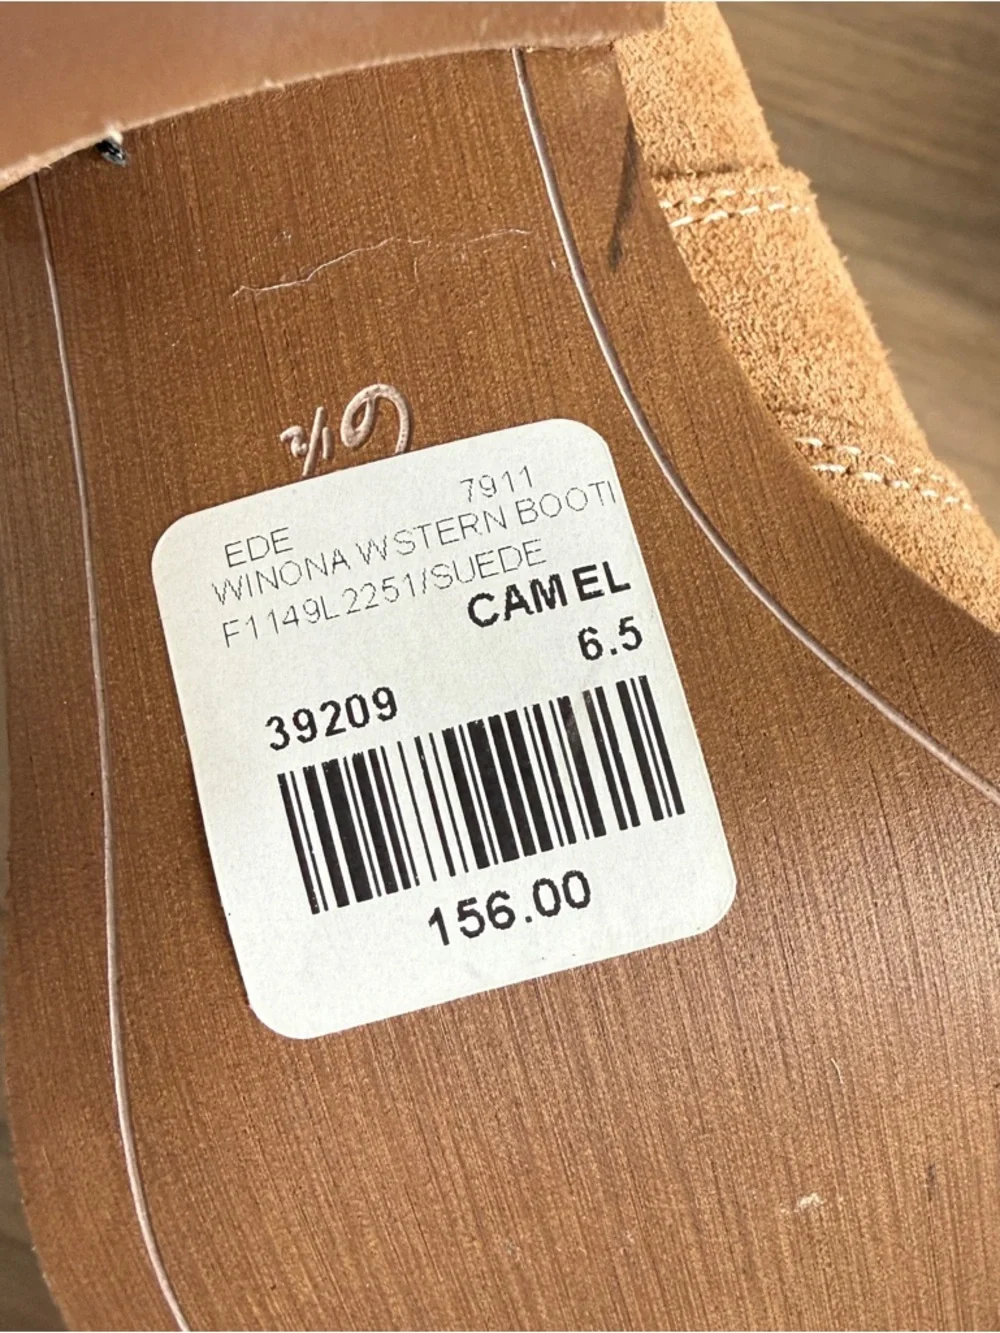 6½
7911
EDE
WINONA WSTERN BOOTI
F1149L2251/SUEDE
CAMEL
6.5
39209
156.00